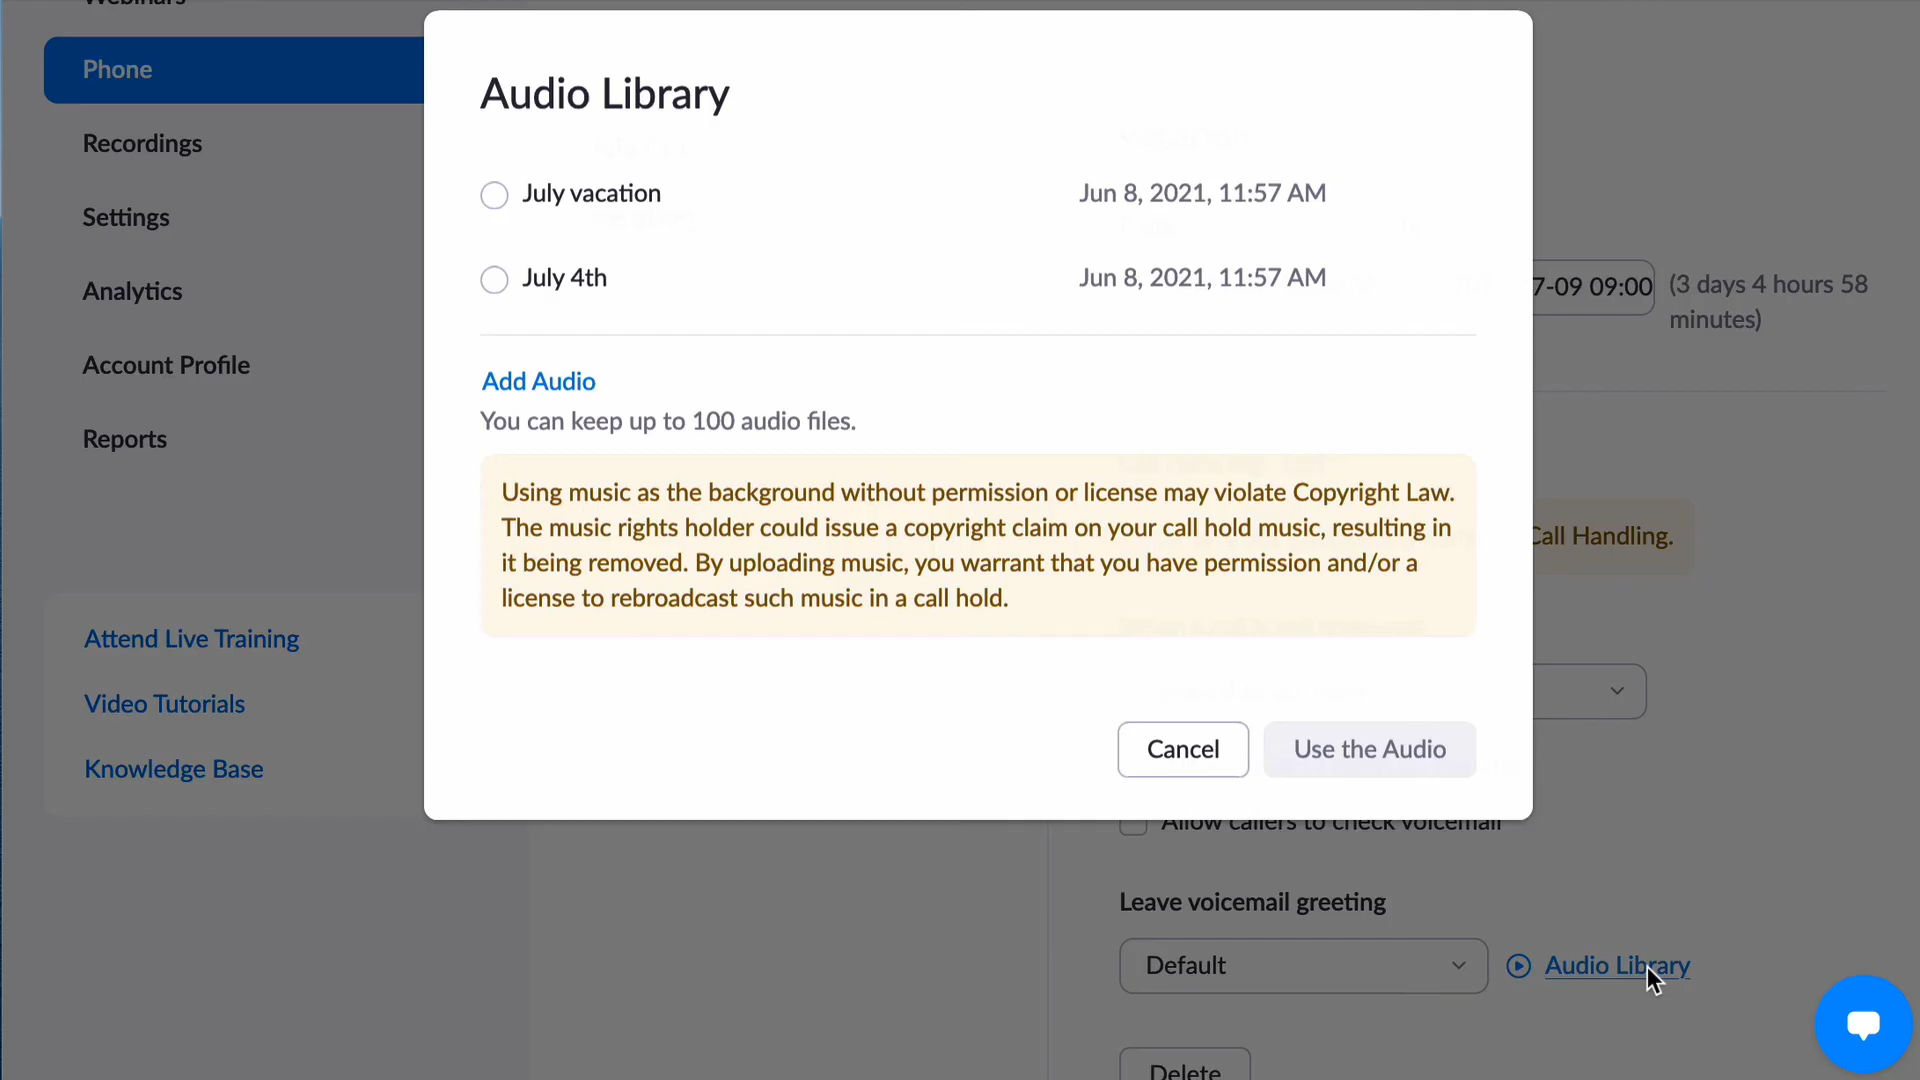 Webinars
Phone
Recordings
Settings
Analytics
Account Profile
Reports
Attend Live Training
Video Tutorials
Knowledge Base
Audio Library
July vacation
Jun 8, 2021, 11:57 AM
July 4th
Jun 8, 2021, 11:57 AM
Add Audio
You can keep up to 100 audio files.
Using music as the background without permission or license may violate Copyright Law.
The music rights holder could issue a copyright claim on your call hold music, resulting in
it being removed. By uploading music, you warrant that you have permission and/or a
license to rebroadcast such music in a call hold.
Cancel
Use the Audio
7-09 09:00
(3 days 4 hours 58
minutes)
Call Handling.
Allow callers to check voicemail
Leave voicemail greeting
Default
Audio Library
Delete